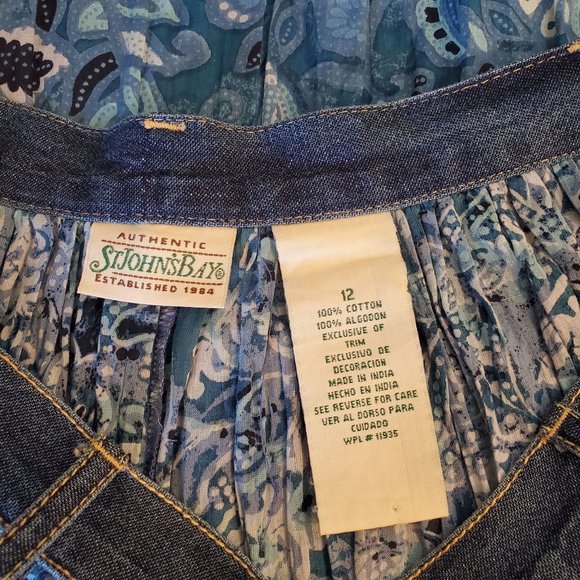 AUTHENTIC
ST.JOHN'S BAY®
ESTABLISHED 1984
12
100% COTTON
100% ALGODON
EXCLUSIVE OF
TRIM
EXCLUSIVO DE
DECORACION
MADE IN INDIA
HECHO EN INDIA
SEE REVERSE FOR CARE
VER AL DORSO PARA
CUIDADO
WPL # 11935